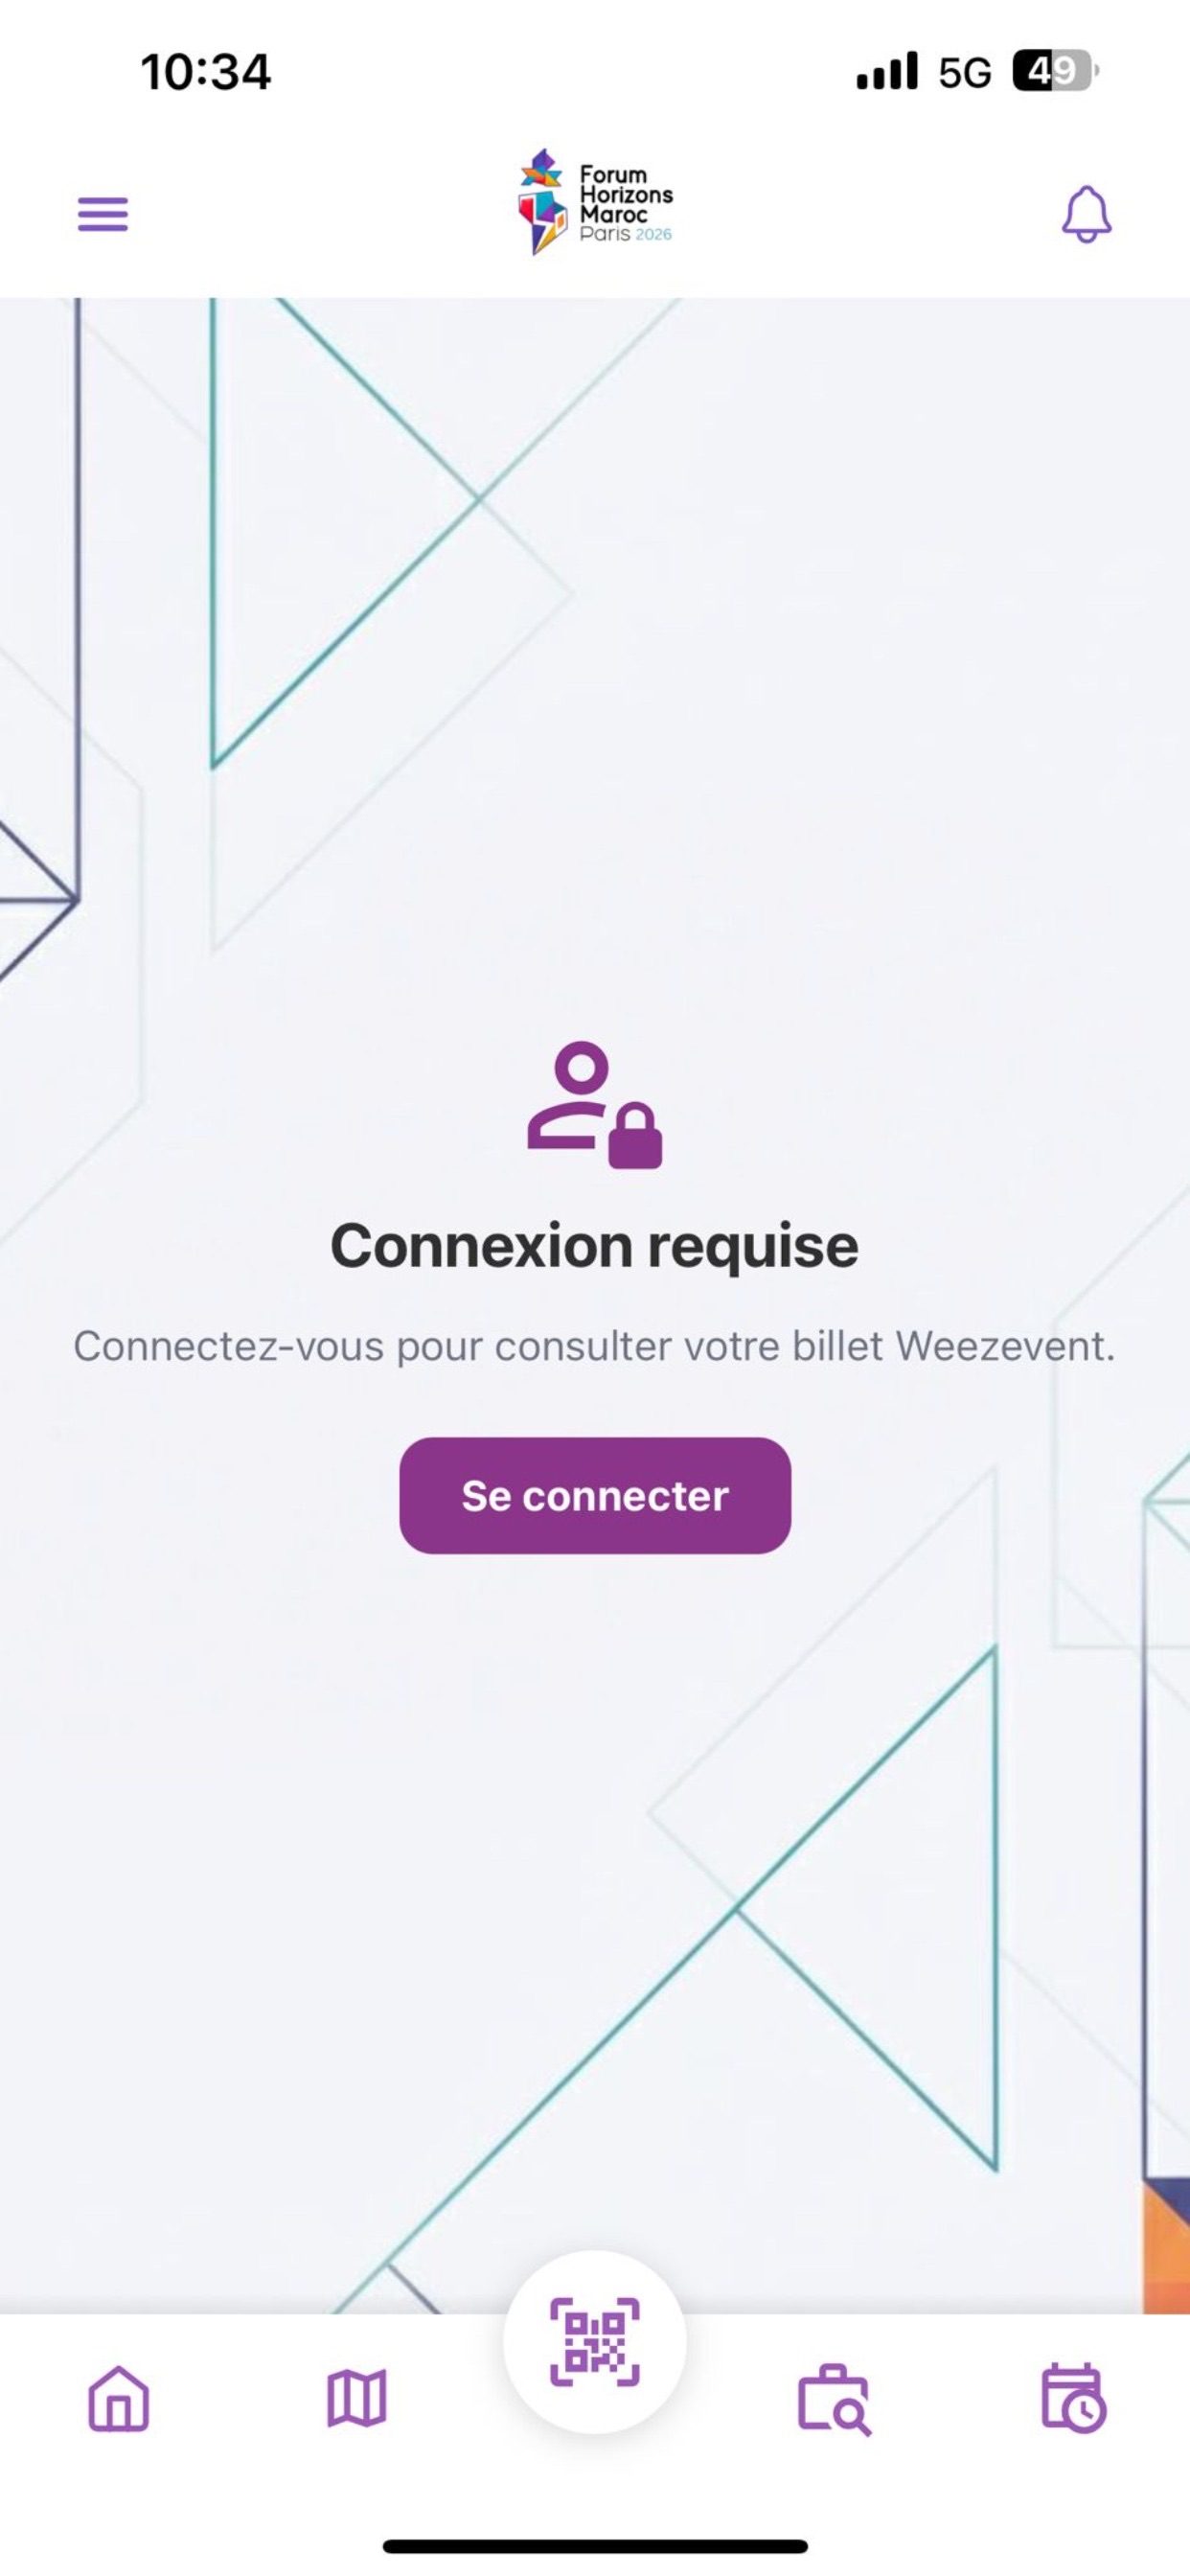 10:34
5G 49
Forum
Horizons
Maroc
Paris 2026
Connexion requise
Connectez-vous pour consulter votre billet Weezevent.
Se connecter